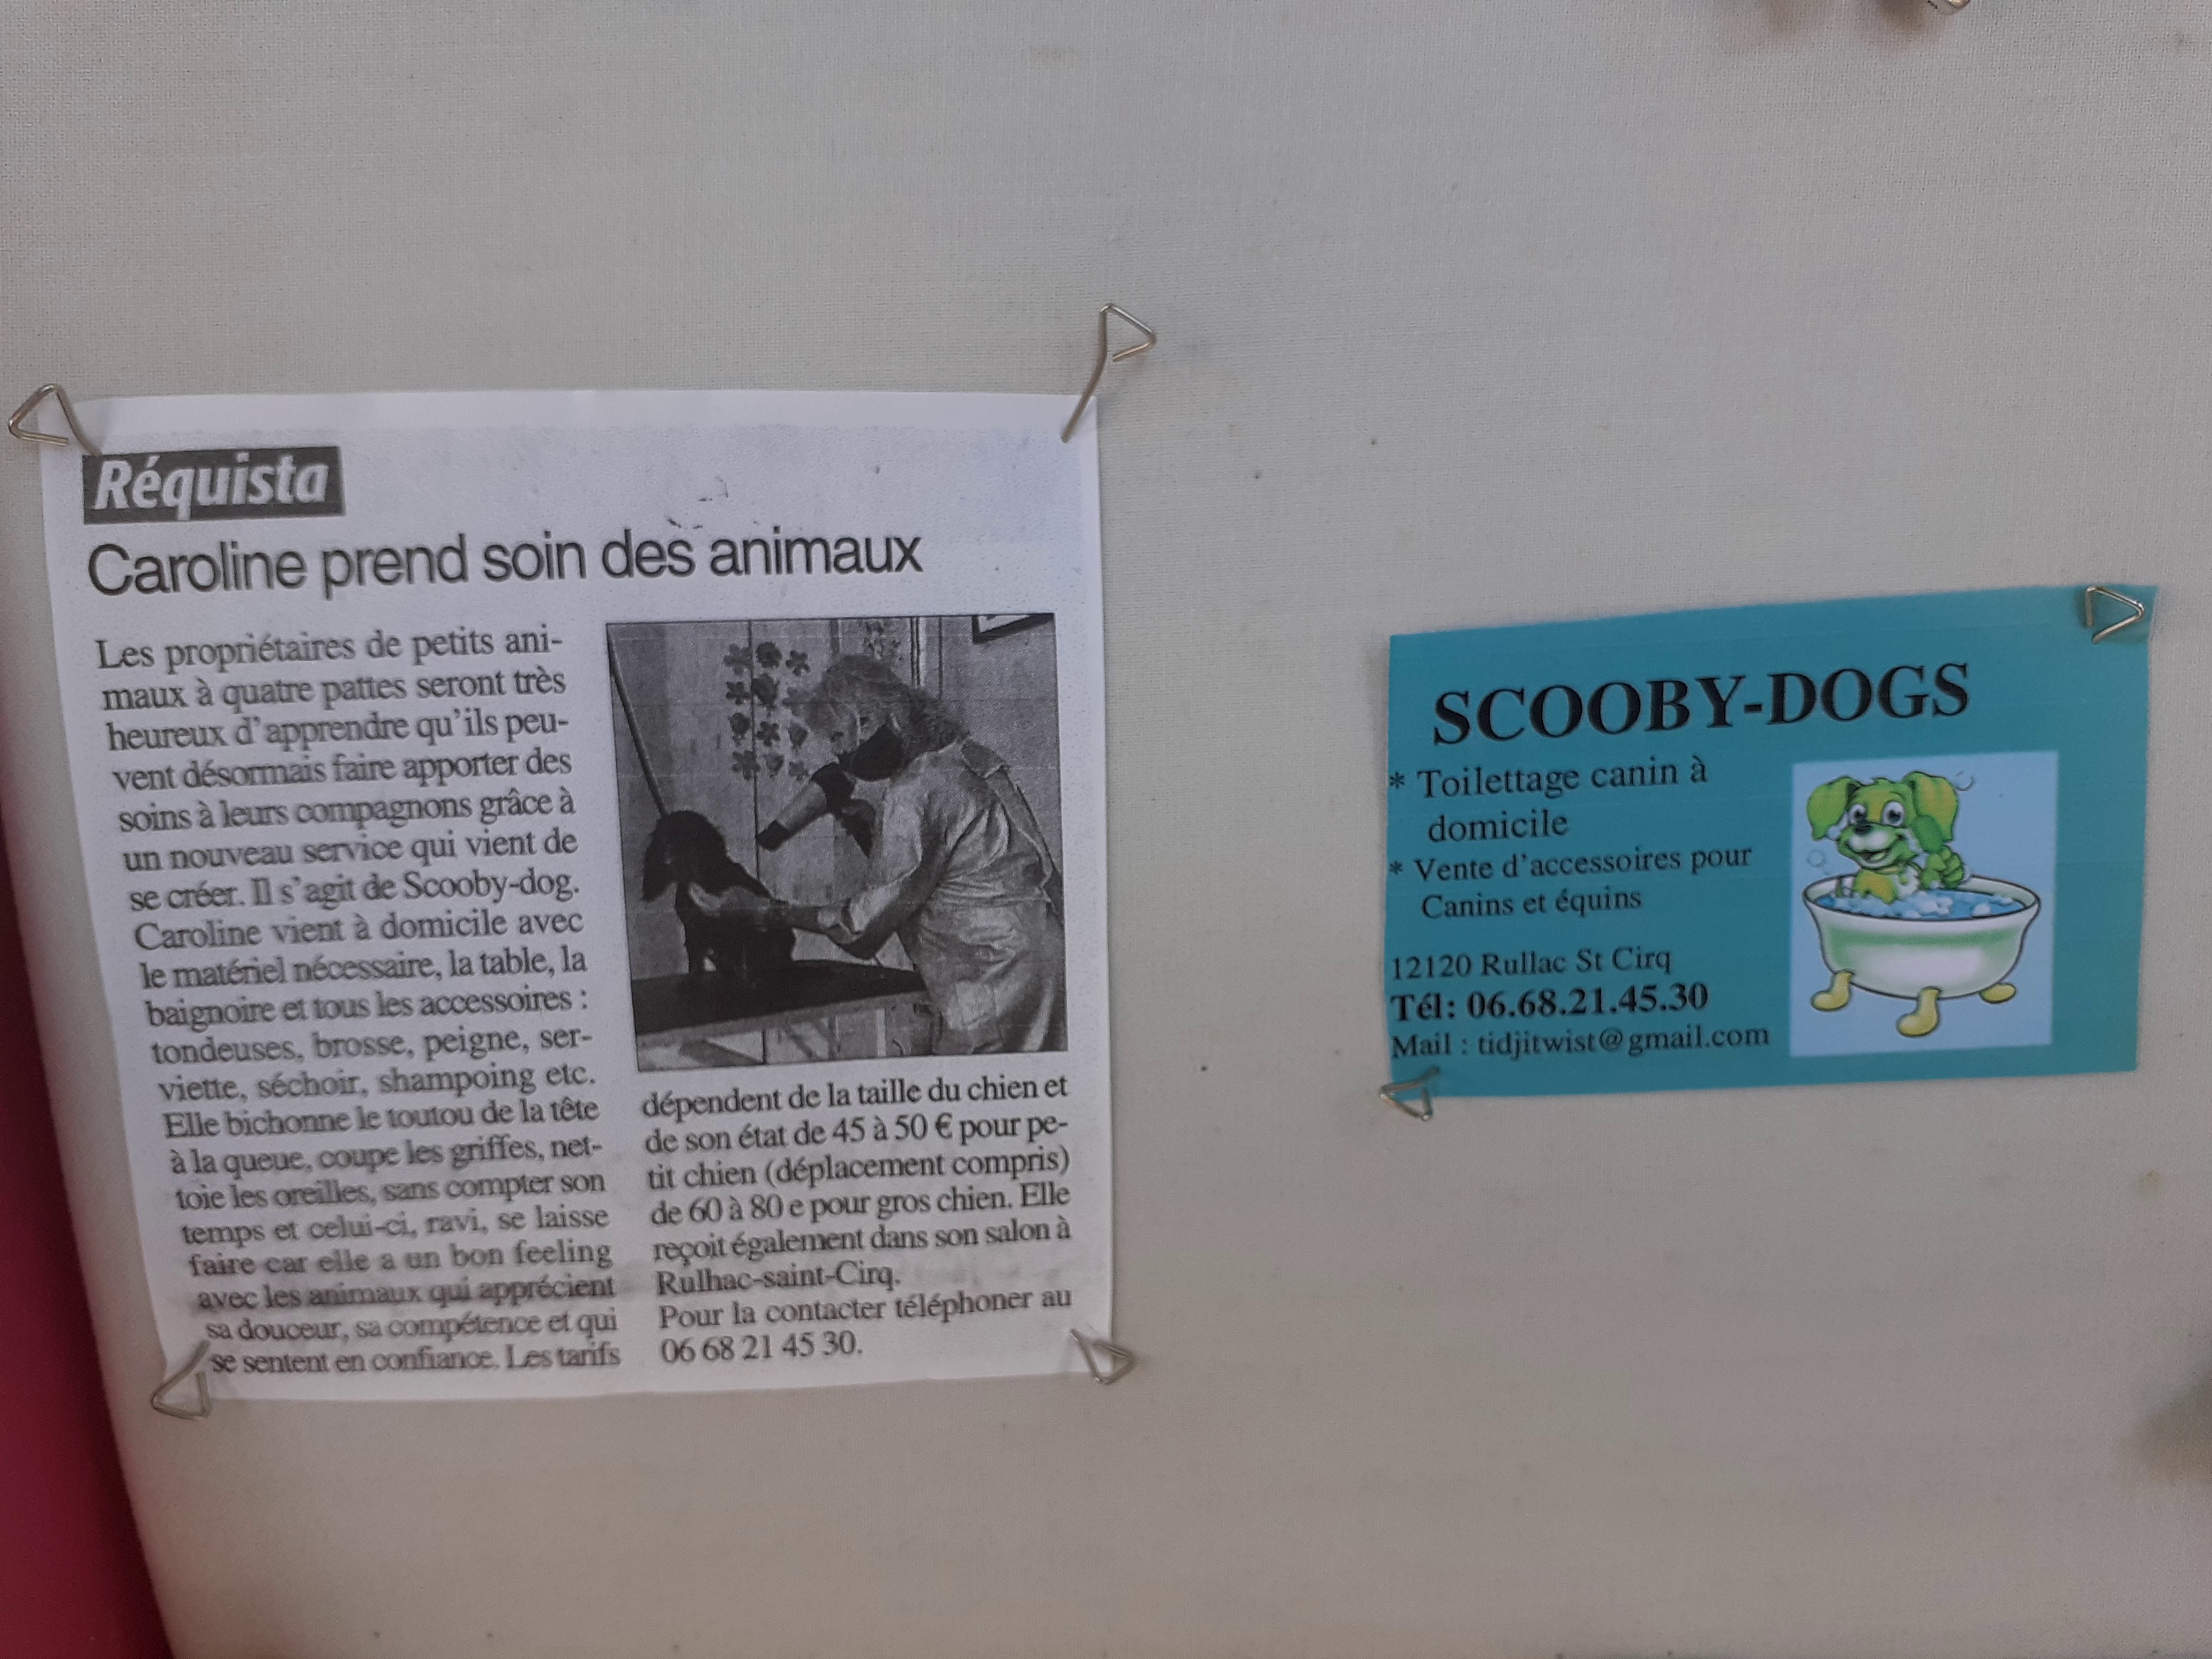 Réquista
Caroline prend soin des animaux
Les propriétaires de petits ani-
maux à quatre pattes seront très
heureux d'apprendre qu'ils peu-
vent désormais faire apporter des
soins à leurs compagnons grâce à
un nouveau service qui vient de
se créer. Il s'agit de Scooby-dog.
Caroline vient à domicile avec
le matériel nécessaire, la table, la
baignoire et tous les accessoires :
tondeuses, brosse, peigne, ser-
viette, séchoir, shampoing etc.
Elle bichonne le toutou de la tête
à la queue, coupe les griffes, net-
toie les oreilles, sans compter son
temps et celui-ci, ravi, se laisse
faire car elle a un bon feeling
avec les animaux qui apprécient
sa douceur, sa compétence et qui
se sentent en confiance. Les tarifs
dépendent de la taille du chien et
de son état de 45 à 50 € pour pe-
tit chien (déplacement compris)
de 60 à 80 e pour gros chien. Elle
reçoit également dans son salon à
Rulhac-saint-Cirq.
Pour la contacter téléphoner au
06 68 21 45 30.
SCOOBY-DOGS
* Toilettage canin à
domicile
* Vente d'accessoires pour
Canins et équins
12120 Rullac St Cirq
Tél: 06.68.21.45.30
Mail : tidjitwist@gmail.com